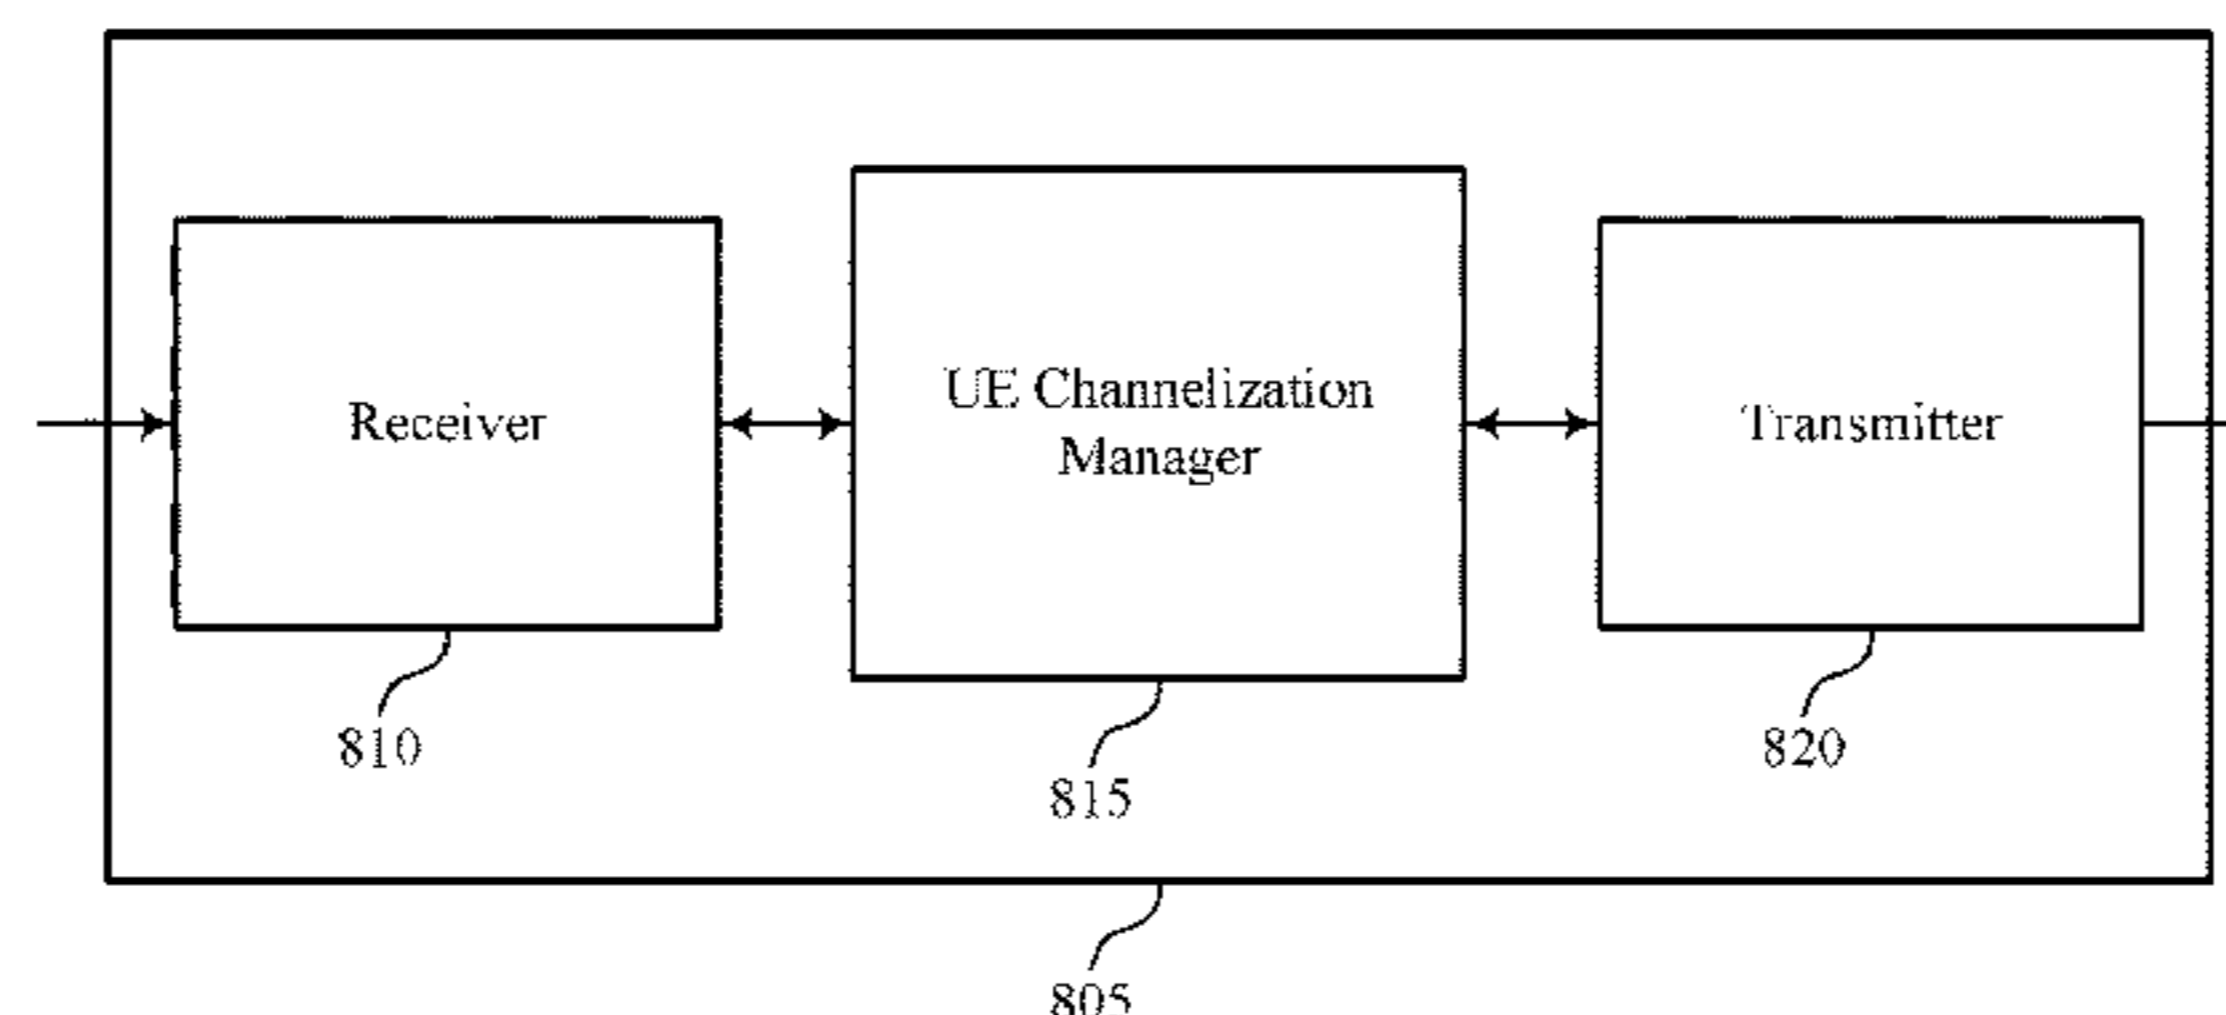 Receiver
UE Channelization
Manager
Transmitter
810
815
820
805